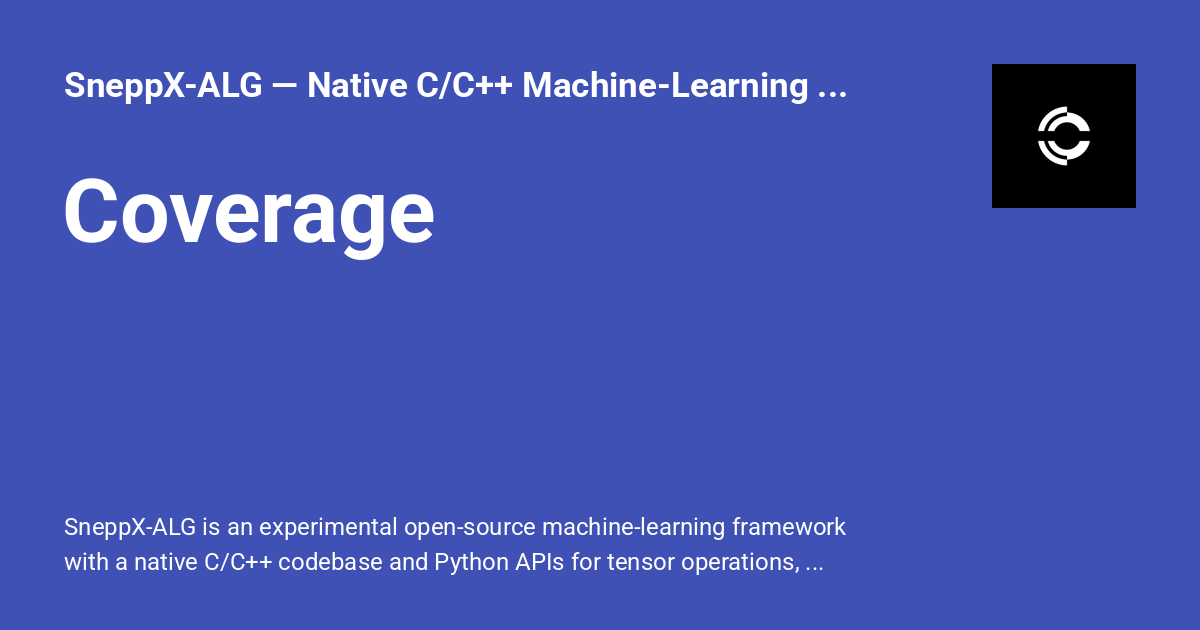 SneppX-ALG — Native C/C++ Machine-Learning ...
Coverage
SneppX-ALG is an experimental open-source machine-learning framework
with a native C/C++ codebase and Python APIs for tensor operations, ...